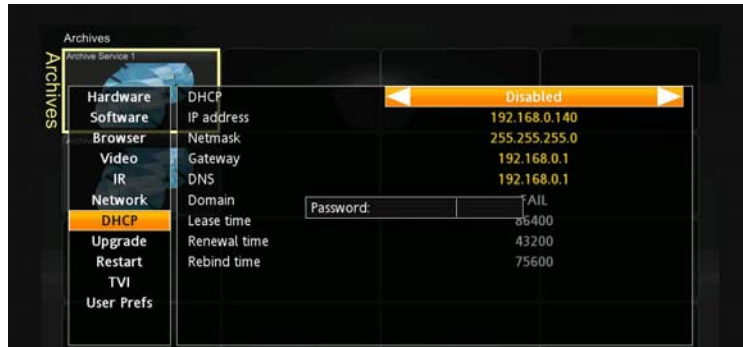 Archives
Archives
Archive Service 1
Hardware DHCP Disabled
Software IP address 192.168.0.140
Browser Netmask 255.255.255.0
Video Gateway 192.168.0.1
IR DNS 192.168.0.1
Network Domain FAIL
Password:
DHCP Lease time 86400
Upgrade Renewal time 43200
Restart Rebind time 75600
TVI
User Prefs